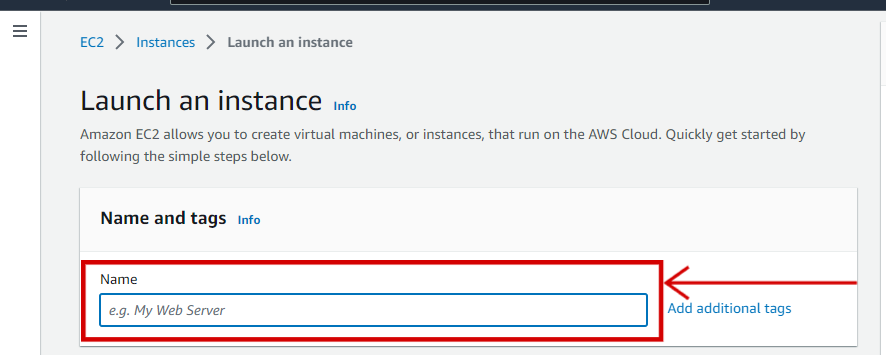 EC2 > Instances > Launch an instance
Launch an instance Info
Amazon EC2 allows you to create virtual machines, or instances, that run on the AWS Cloud. Quickly get started by
following the simple steps below.
Name and tags Info
Name
e.g. My Web Server
Add additional tags